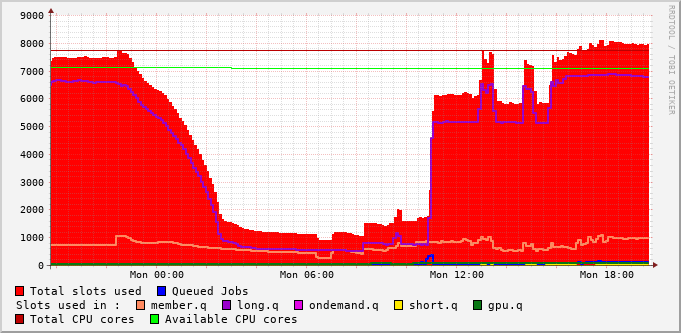 9000
8000
7000
6000
5000
4000
3000
2000
1000
0
Mon 00:00 Mon 06:00 Mon 12:00 Mon 18:00
RRDTOOL / TOBI OETIKER
Total slots used Queued Jobs
Slots used in : member.q long.q ondemand.q short.q gpu.q
Total CPU cores Available CPU cores